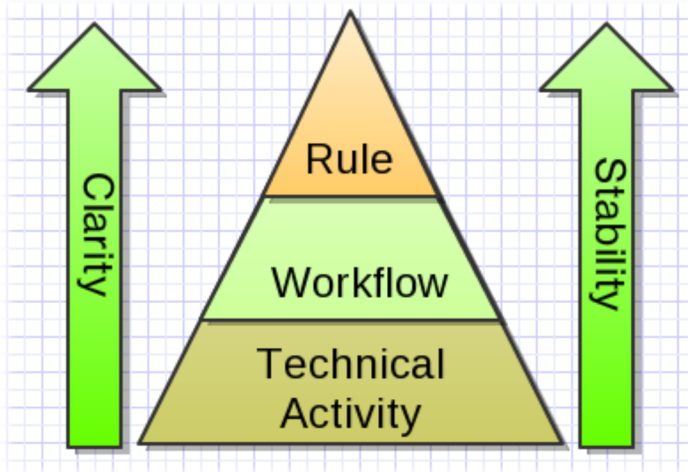 Clarity
Rule
Workflow
Technical
Activity
Stability